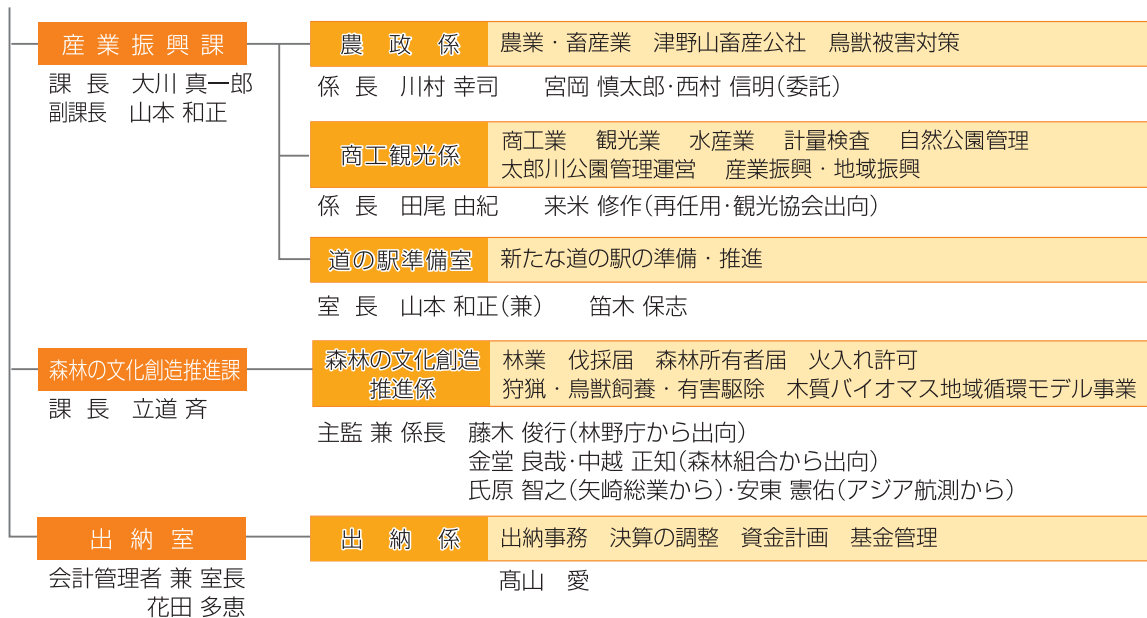 産業振興課
課 長 大川 真一郎
副課長 山本 和正
農政係
農業・畜産業 津野山畜産公社 鳥獣被害対策
係 長 川村 幸司 宮岡 慎太郎・西村 信明(委託)
商工観光係
商工業 観光業 水産業 計量検査 自然公園管理
太郎川公園管理運営 産業振興・地域振興
係 長 田尾 由紀 来米 修作(再任用・観光協会出向)
道の駅準備室
新たな道の駅の準備・推進
室 長 山本 和正(兼) 笛木 保志
森林の文化創造推進課
課 長 立道 斉
森林の文化創造
推進係
林業 伐採届 森林所有者届 火入れ許可
狩猟・鳥獣飼養・有害駆除 木質バイオマス地域循環モデル事業
主監 兼 係長 藤木 俊行(林野庁から出向)
金堂 良哉・中越 正知(森林組合から出向)
氏原 智之(矢崎総業から)・安東 憲佑(アジア航測から)
出納室
会計管理者 兼 室長
花田 多恵
出納係
出納事務 決算の調整 資金計画 基金管理
髙山 愛